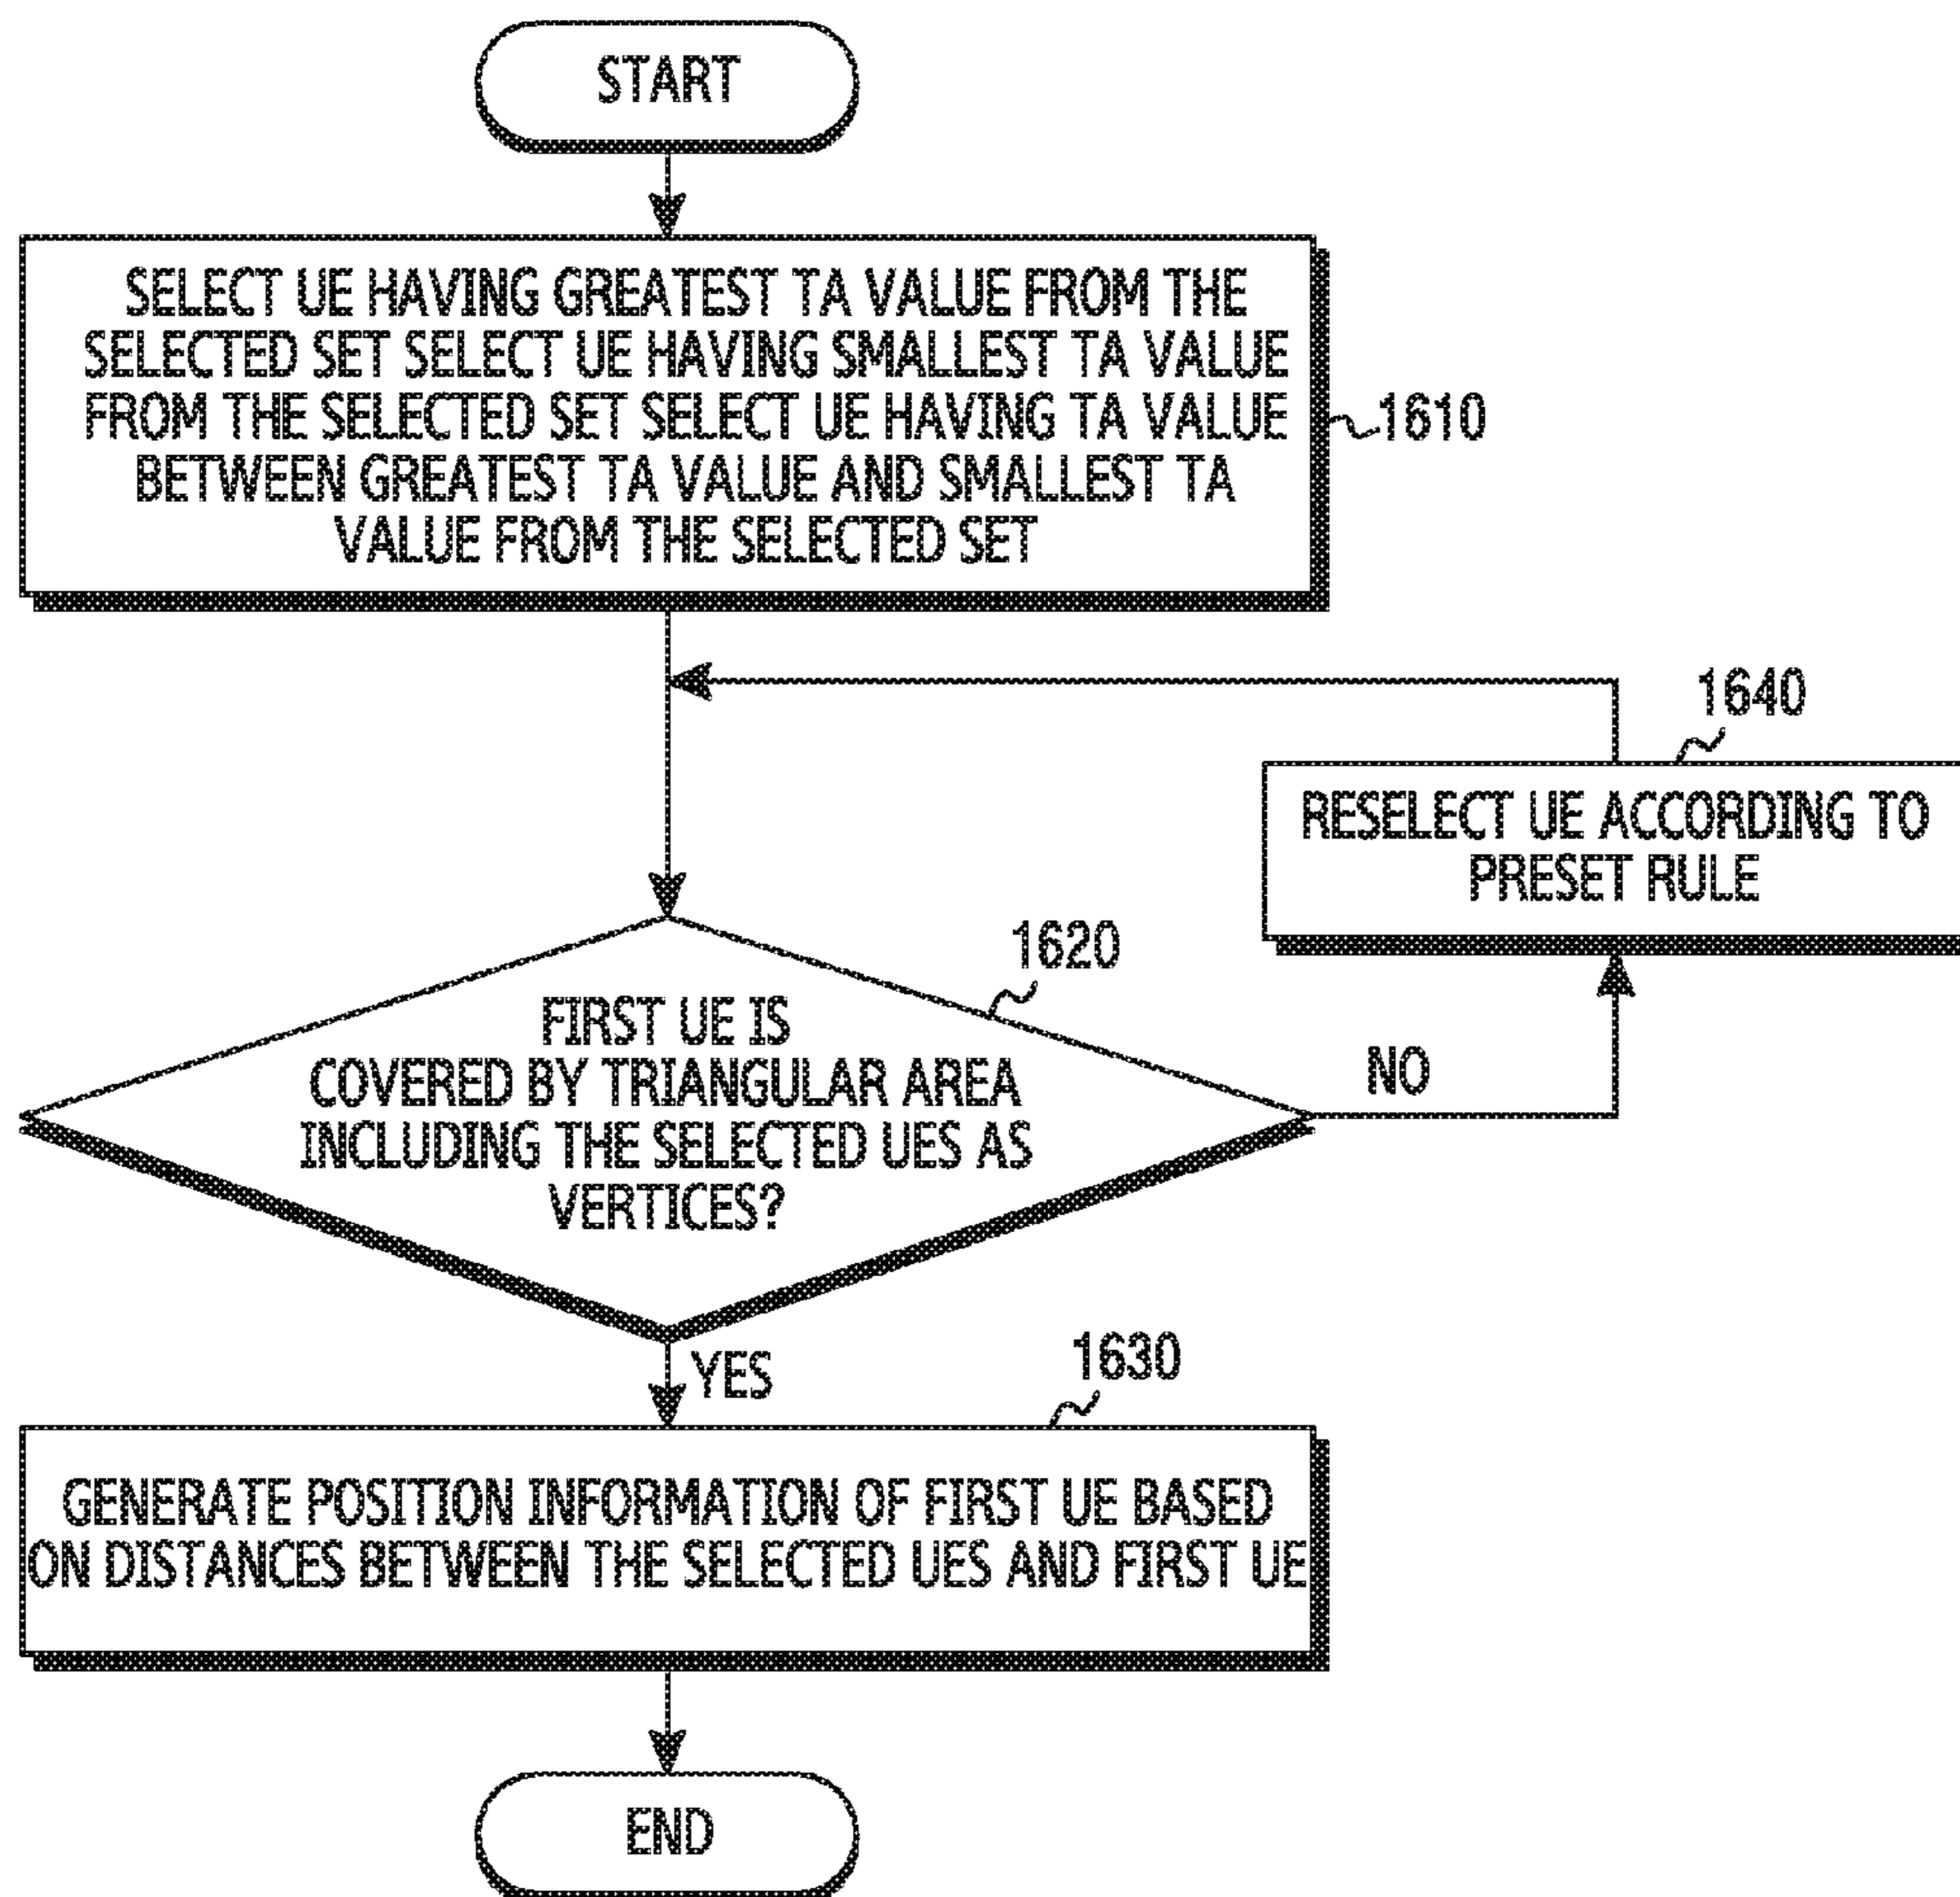 START
SELECT UE HAVING GREATEST TA VALUE FROM THE
SELECTED SET SELECT UE HAVING SMALLEST TA VALUE
FROM THE SELECTED SET SELECT UE HAVING TA VALUE
BETWEEN GREATEST TA VALUE AND SMALLEST TA
VALUE FROM THE SELECTED SET
1610
1640
RESELECT UE ACCORDING TO
PRESET RULE
1620
FIRST UE IS
COVERED BY TRIANGULAR AREA
INCLUDING THE SELECTED UES AS
VERTICES?
NO
YES
1630
GENERATE POSITION INFORMATION OF FIRST UE BASED
ON DISTANCES BETWEEN THE SELECTED UES AND FIRST UE
END